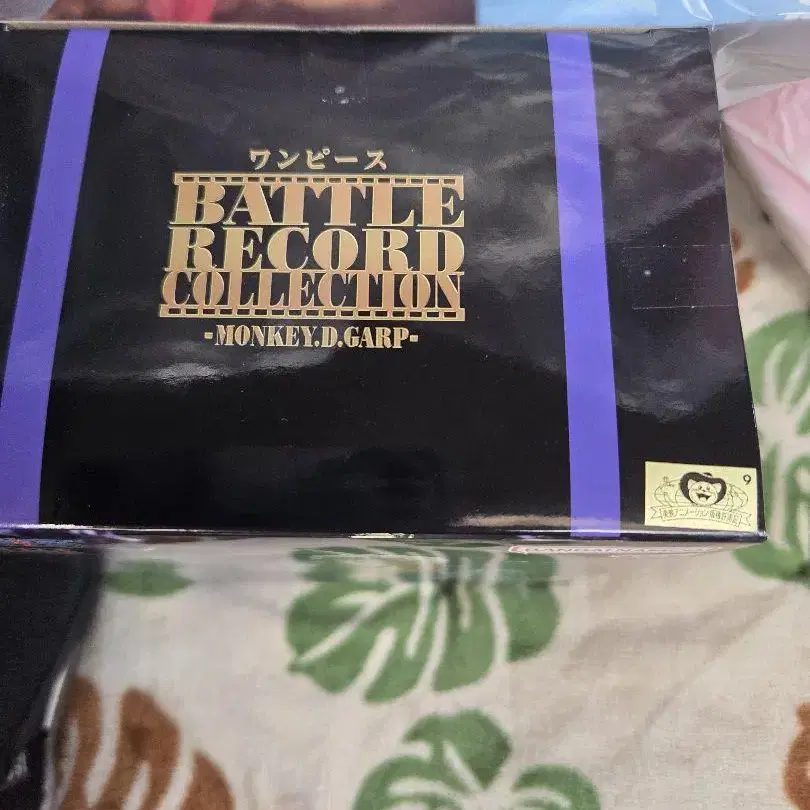 ワンピース
BATTLE
RECORD
COLLECTION
-MONKEY.D.GARP-
9